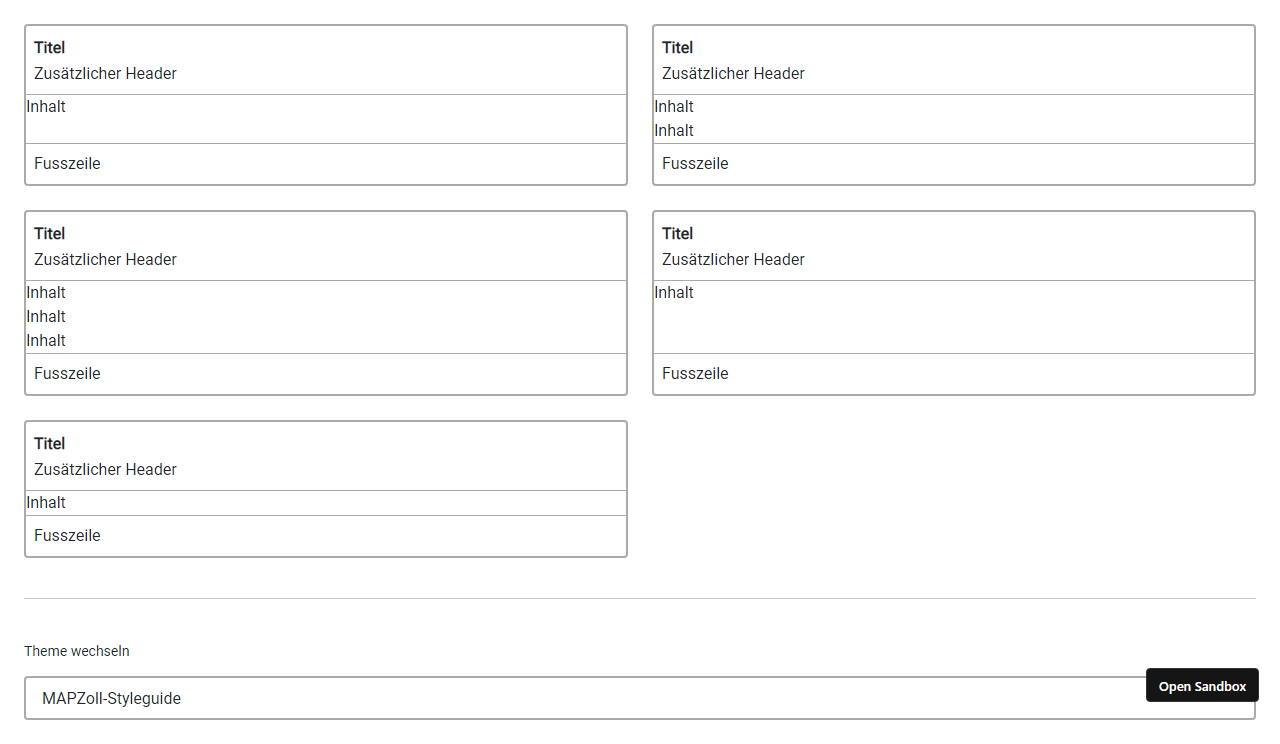 Titel
Zusätzlicher Header
Inhalt
Fusszeile
Titel
Zusätzlicher Header
Inhalt
Inhalt
Fusszeile
Titel
Zusätzlicher Header
Inhalt
Inhalt
Inhalt
Fusszeile
Titel
Zusätzlicher Header
Inhalt
Fusszeile
Titel
Zusätzlicher Header
Inhalt
Fusszeile
Theme wechseln
MAPZoll-Styleguide
Open Sandbox